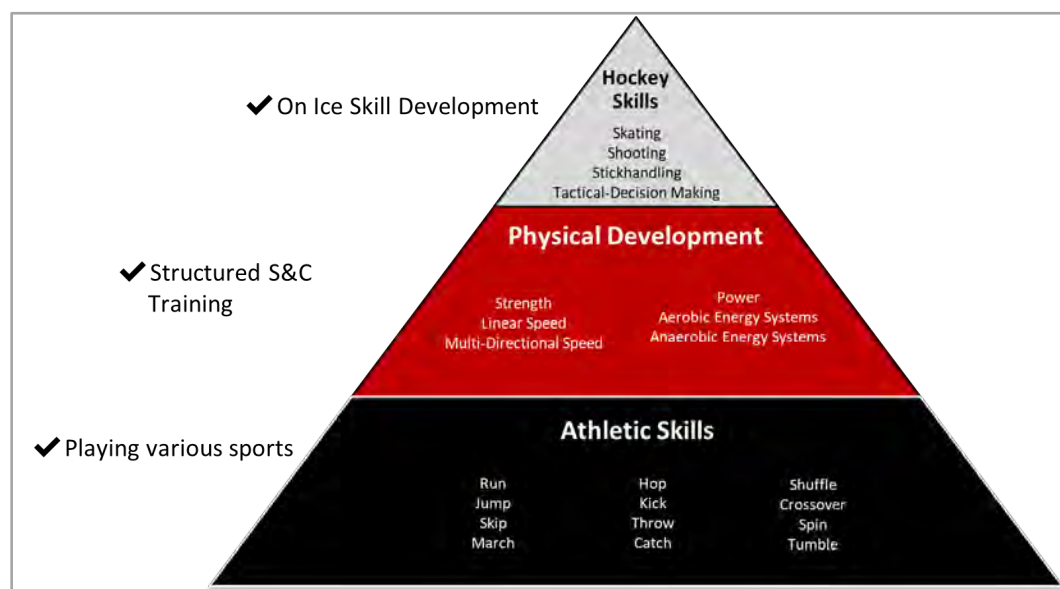 Hockey
Skills
✔ On Ice Skill Development
Skating
Shooting
Stickhandling
Tactical-Decision Making
Physical Development
✔ Structured S&C
Training
Strength
Linear Speed
Multi-Directional Speed
Power
Aerobic Energy Systems
Anaerobic Energy Systems
Athletic Skills
✔ Playing various sports
Run
Jump
Skip
March
Hop
Kick
Throw
Catch
Shuffle
Crossover
Spin
Tumble